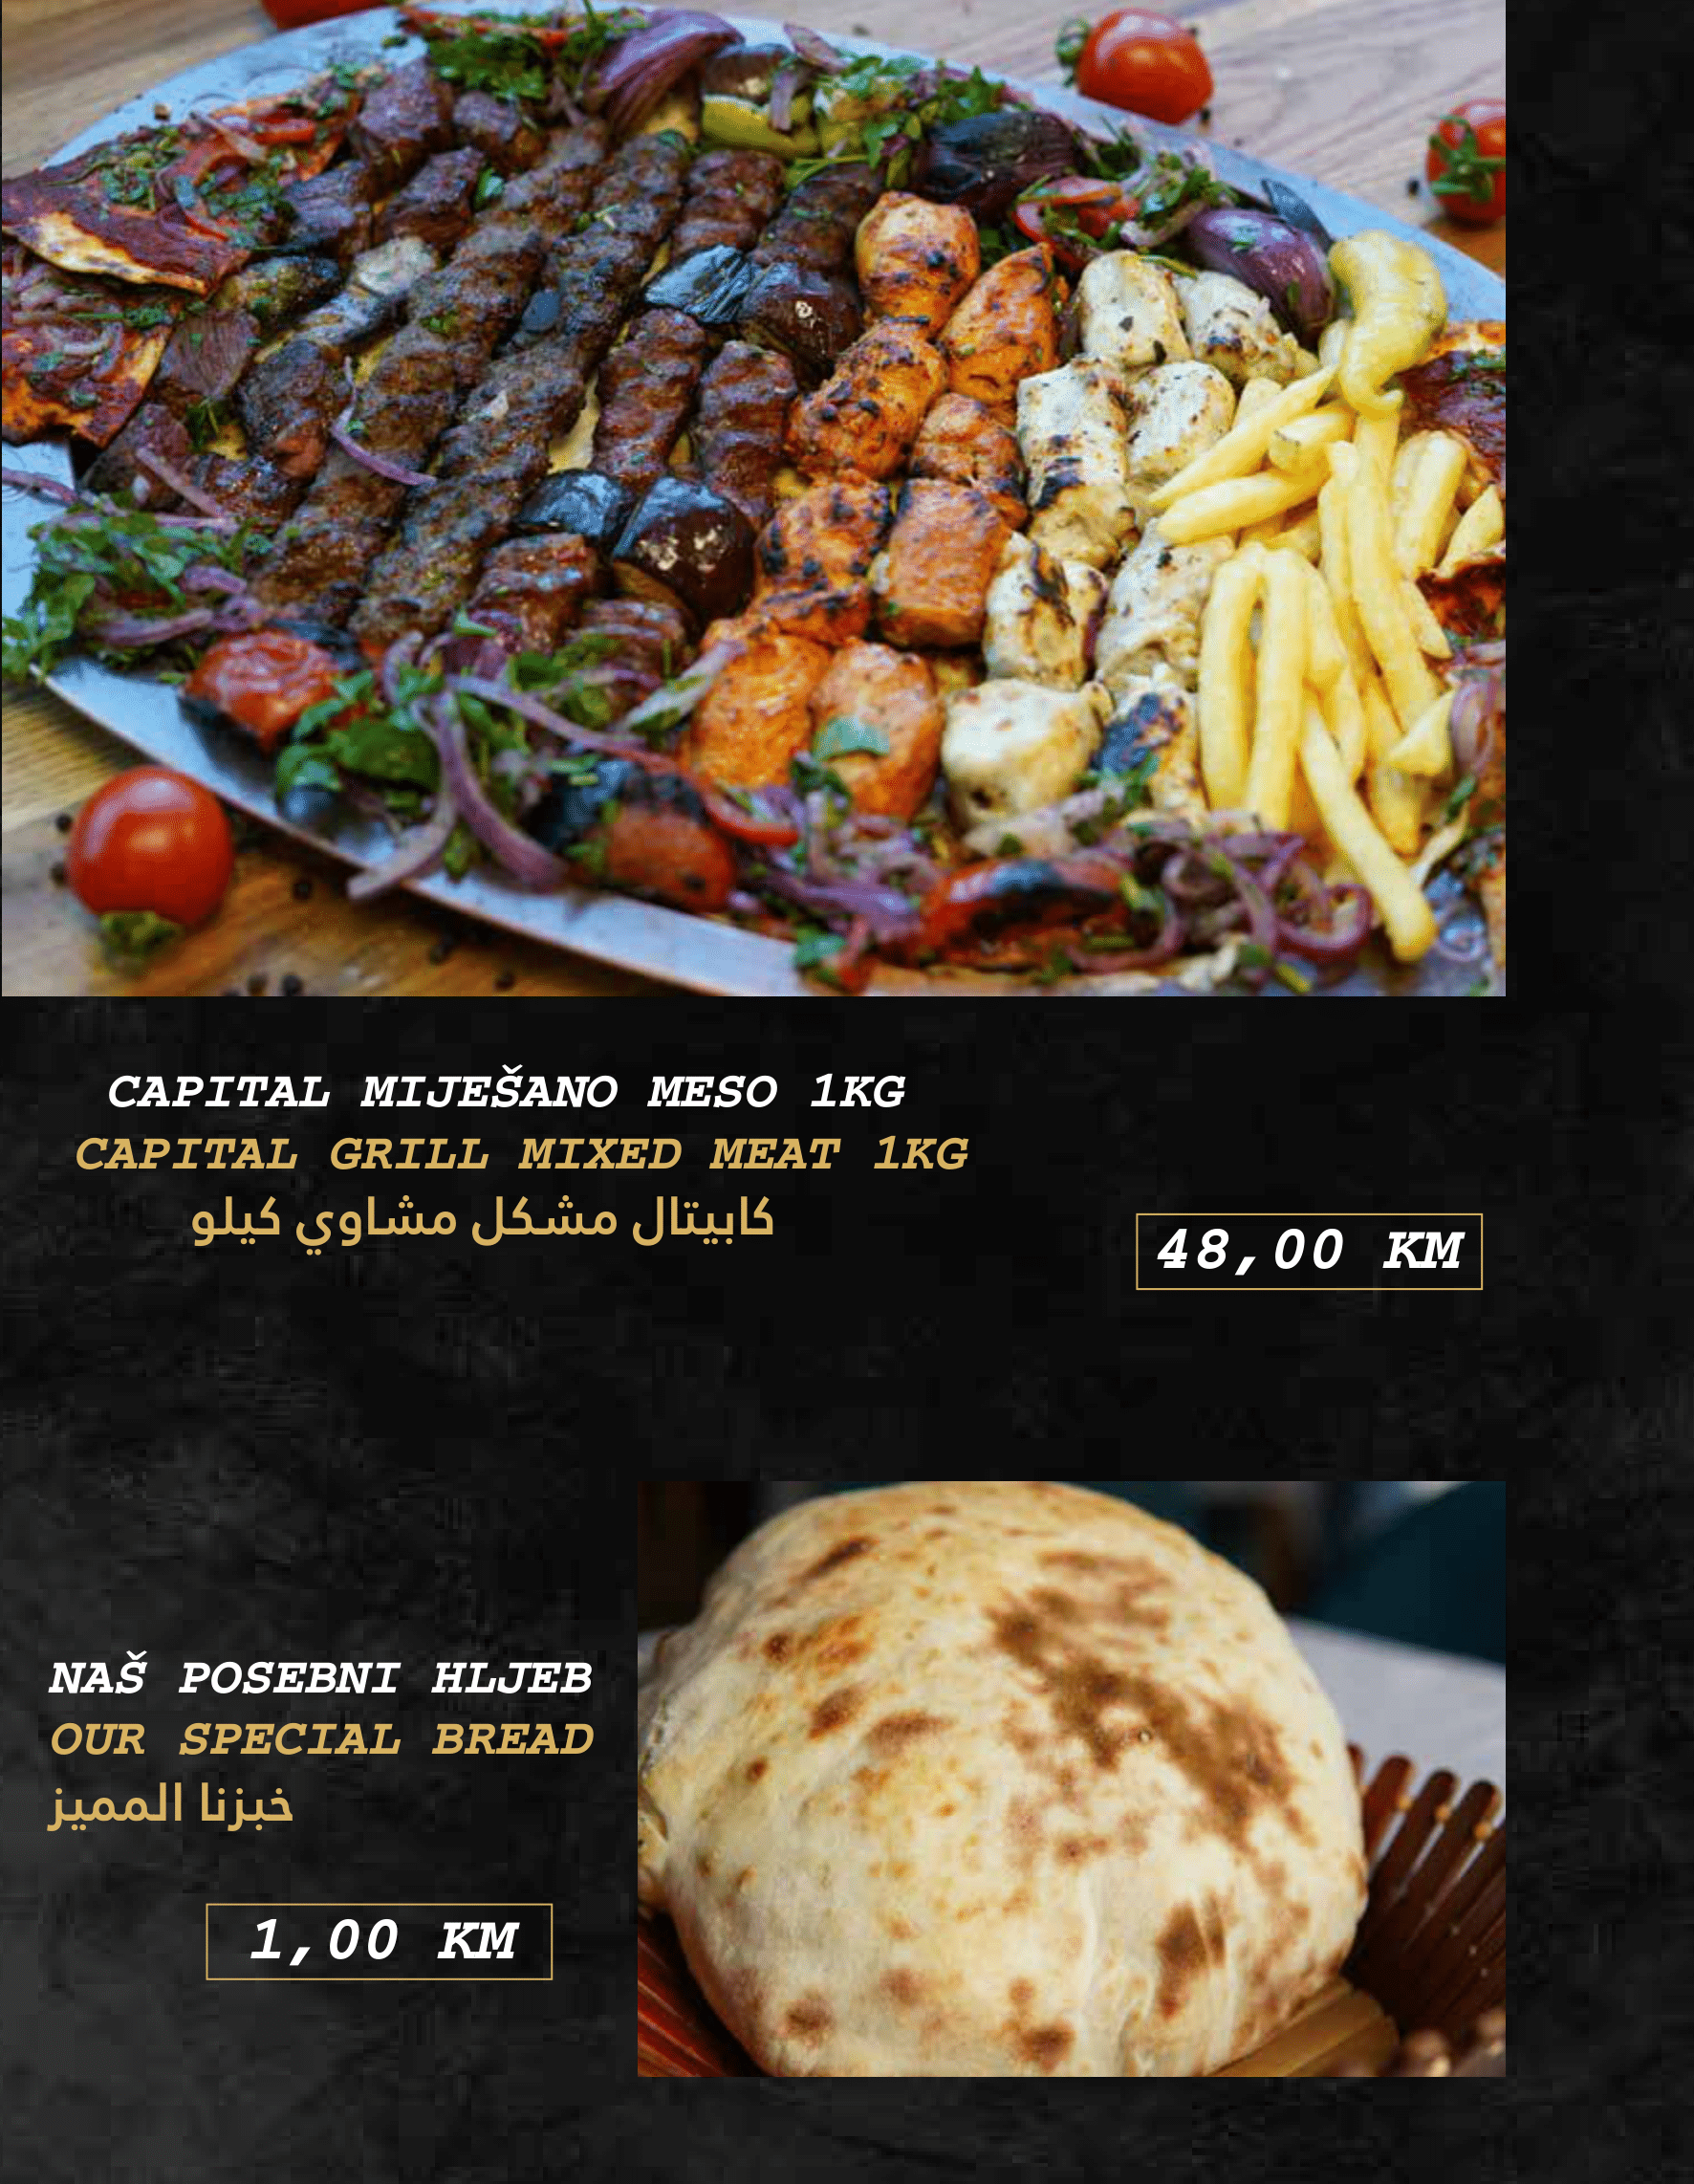 CAPITAL MIJEŠANO MESO 1KG
CAPITAL GRILL MIXED MEAT 1KG
كابيتال مشكل مشاوي كيلو
48,00 KM
NAŠ POSEBNI HLJEB
OUR SPECIAL BREAD
خبزنا المميز
1,00 KM